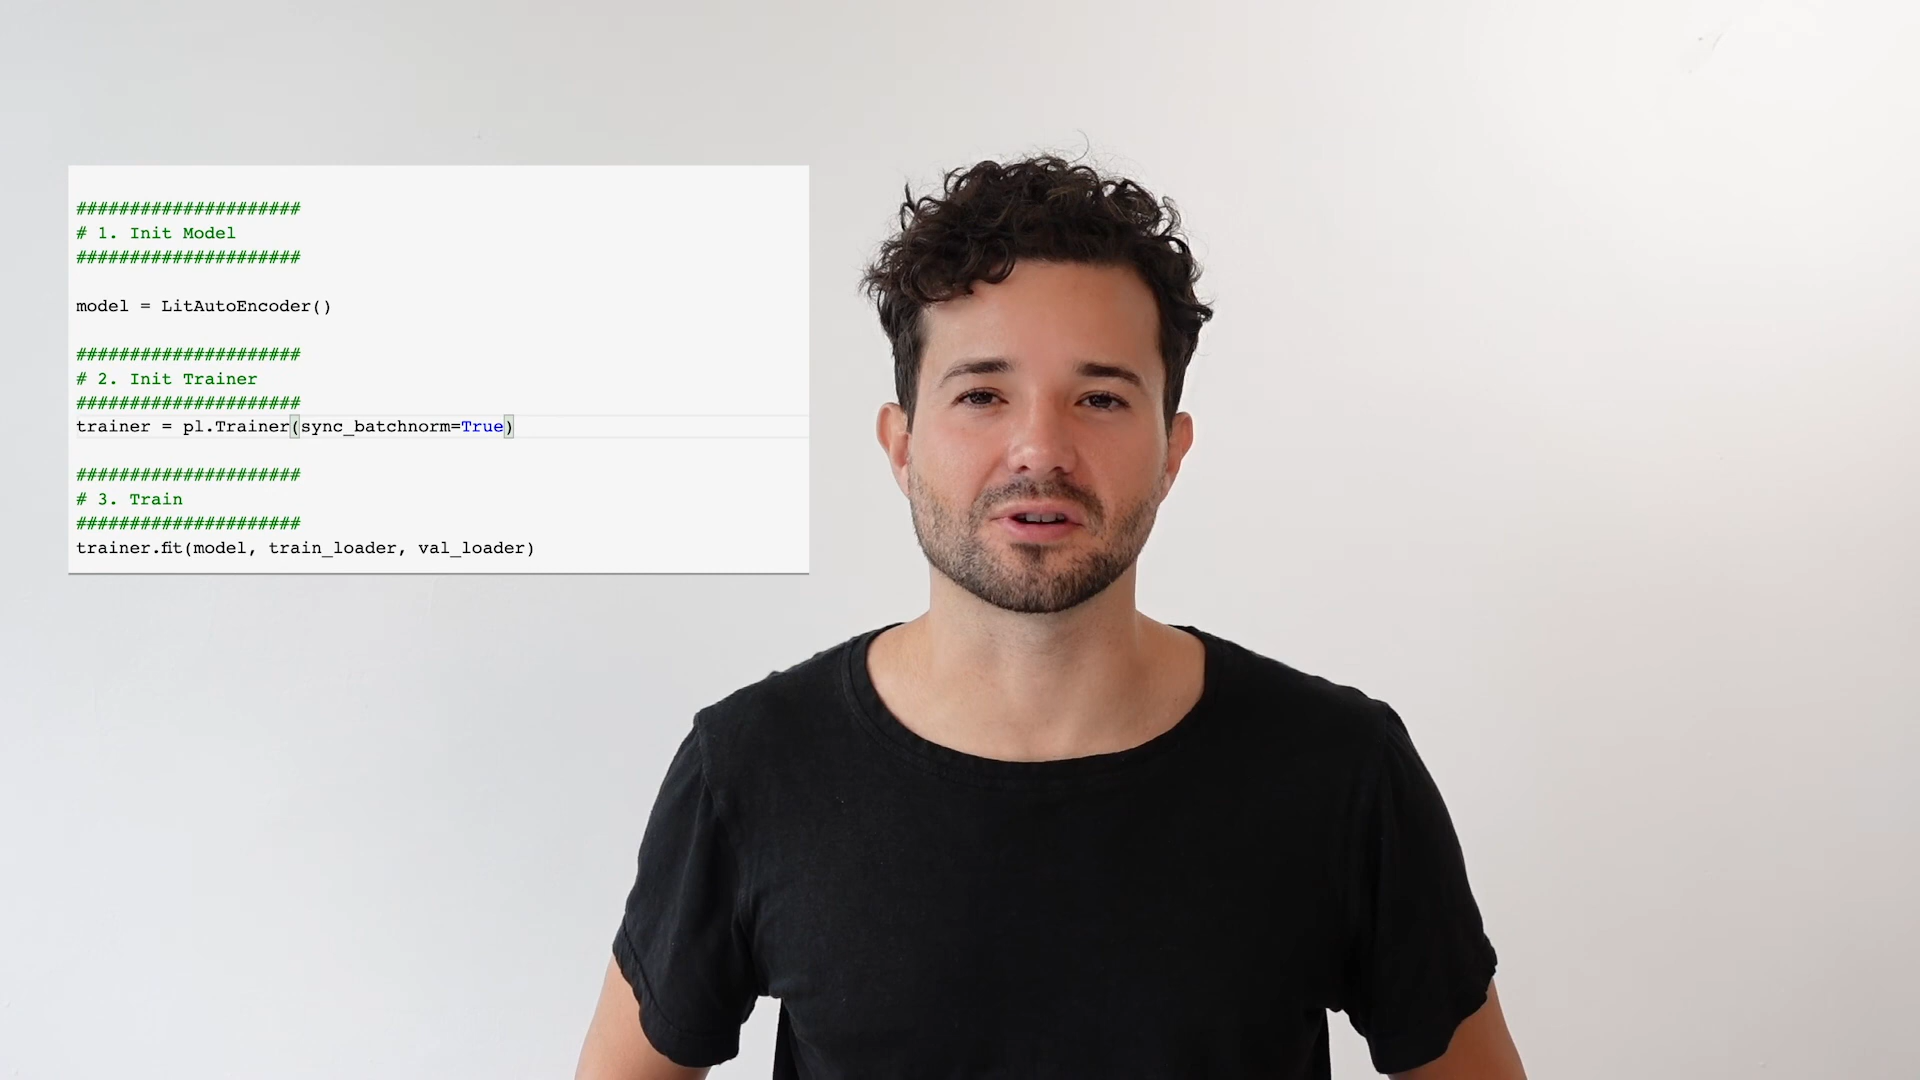 #####################
# 1. Init Model
#####################
model = LitAutoEncoder()
#####################
# 2. Init Trainer
#####################
trainer = pl.Trainer(sync_batchnorm=True)
#####################
# 3. Train
#####################
trainer.fit(model, train_loader, val_loader)